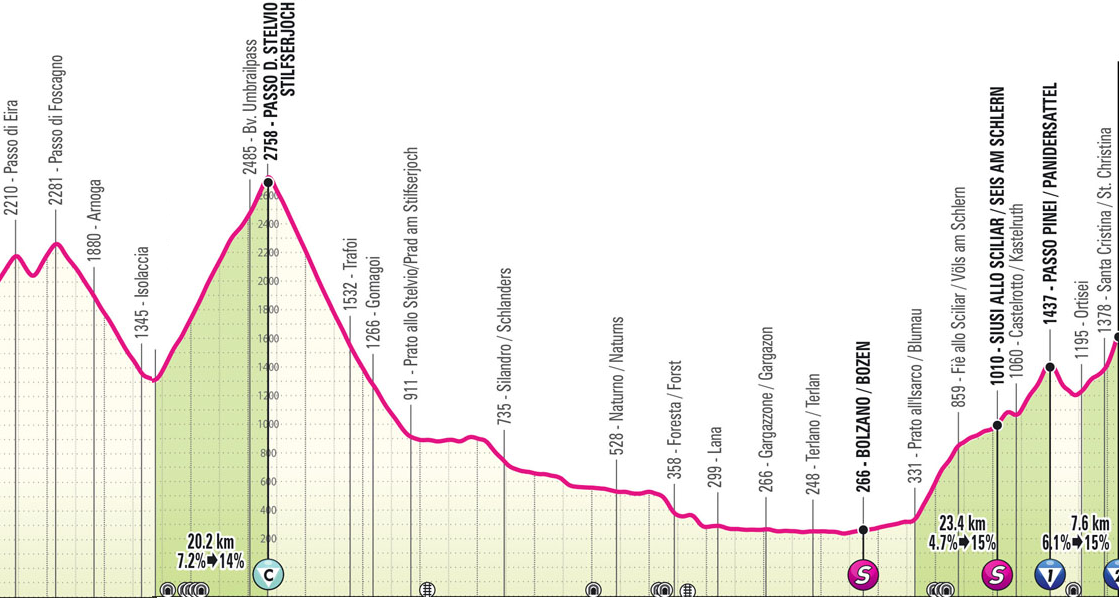 2210 - Passo di Eira
2281 - Passo di Foscagno
1880 - Arnoga
1345 - Isolaccia
2485 - Bv. Umbrailpass
2758 - PASSO D. STELVIO
STILFSERJOCH
1532 - Trafoi
1266 - Gomagoi
911 - Prato allo Stelvio/Prad am Stilfserjoch
735 - Silandro / Schlanders
528 - Naturno / Naturns
358 - Foresta / Forst
299 - Lana
266 - Gargazzone / Gargazon
248 - Terlano / Terlan
266 - BOLZANO / BOZEN
331 - Prato all'Isarco / Blumau
859 - Fiè allo Sciliar / Völs am Schlern
1010 - SIUSI ALLO SCILIAR / SEIS AM SCHLERN
1060 - Castelrotto / Kastelruth
1437 - PASSO PINEI / PANIDERSATTEL
1195 - Ortisei
1378 - Santa Cristina / St. Christina
2600
2400
2200
2000
1800
1600
1400
1200
1000
800
600
400
200
20.2 km
7.2% 14%
23.4 km
4.7% 15%
7.6 km
6.1% 15%
C
S
S
1